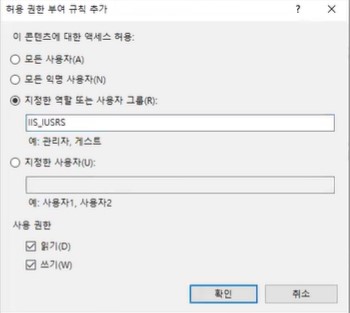 허용 권한 부여 규칙 추가
? ×
이 콘텐츠에 대한 액세스 허용:
모든 사용자(A)
모든 익명 사용자(N)
지정한 역할 또는 사용자 그룹(R):
IIS_IUSRS
예: 관리자, 게스트
지정한 사용자(U):
예: 사용자1, 사용자2
사용 권한
읽기(D)
쓰기(W)
확인 취소